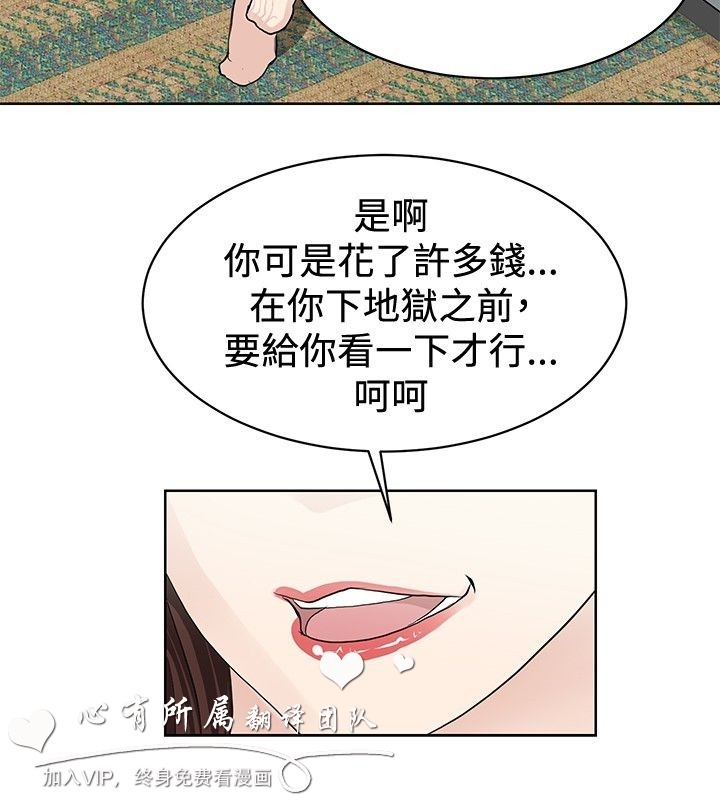 是啊
你可是花了許多錢...
在你下地獄之前，
要給你看一下才行...
呵呵
心有所属翻译团队
加入VIP，终身免费看漫画